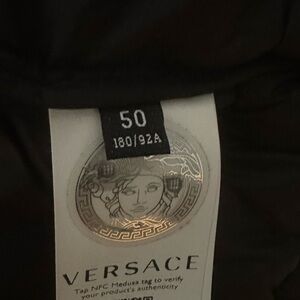 50
180/92A
VERSACE
Tap NFC Medusa tag to verify
your product's authenticity